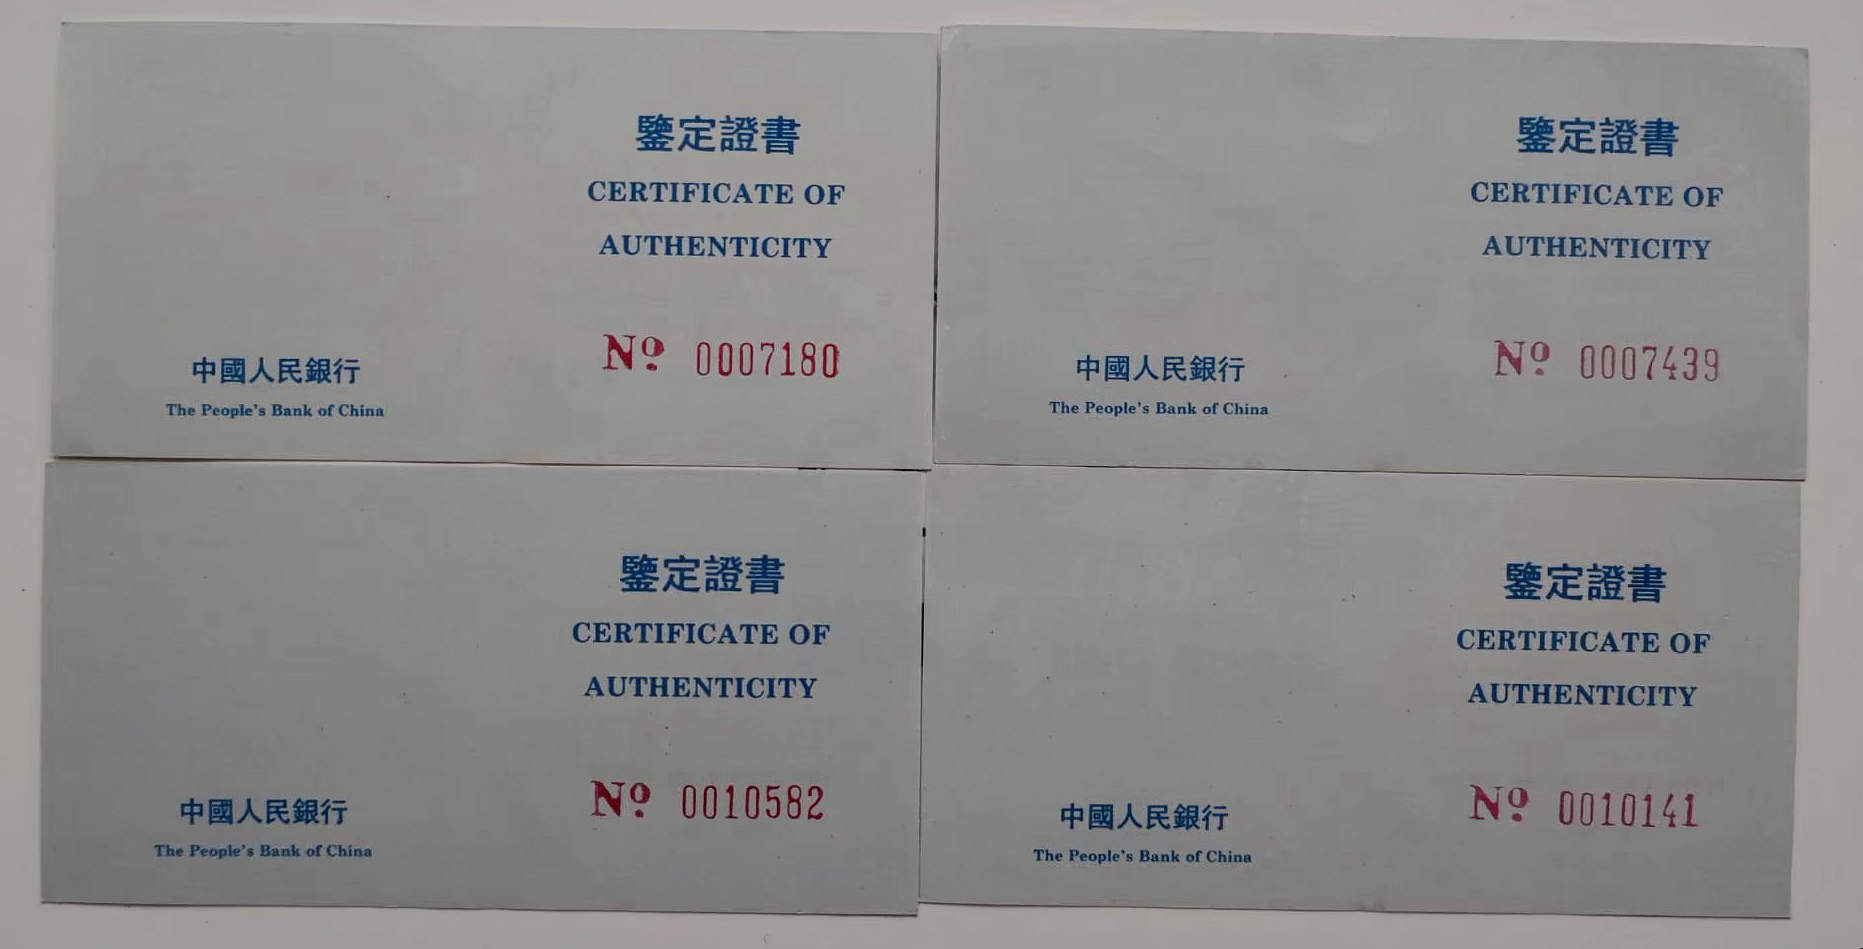 鑒定證書
CERTIFICATE OF
AUTHENTICITY
Nº 0007180
中國人民銀行
The People's Bank of China
鑒定證書
CERTIFICATE OF
AUTHENTICITY
Nº 0007439
中國人民銀行
The People's Bank of China
鑒定證書
CERTIFICATE OF
AUTHENTICITY
Nº 0010582
中國人民銀行
The People's Bank of China
鑒定證書
CERTIFICATE OF
AUTHENTICITY
Nº 0010141
中國人民銀行
The People's Bank of China